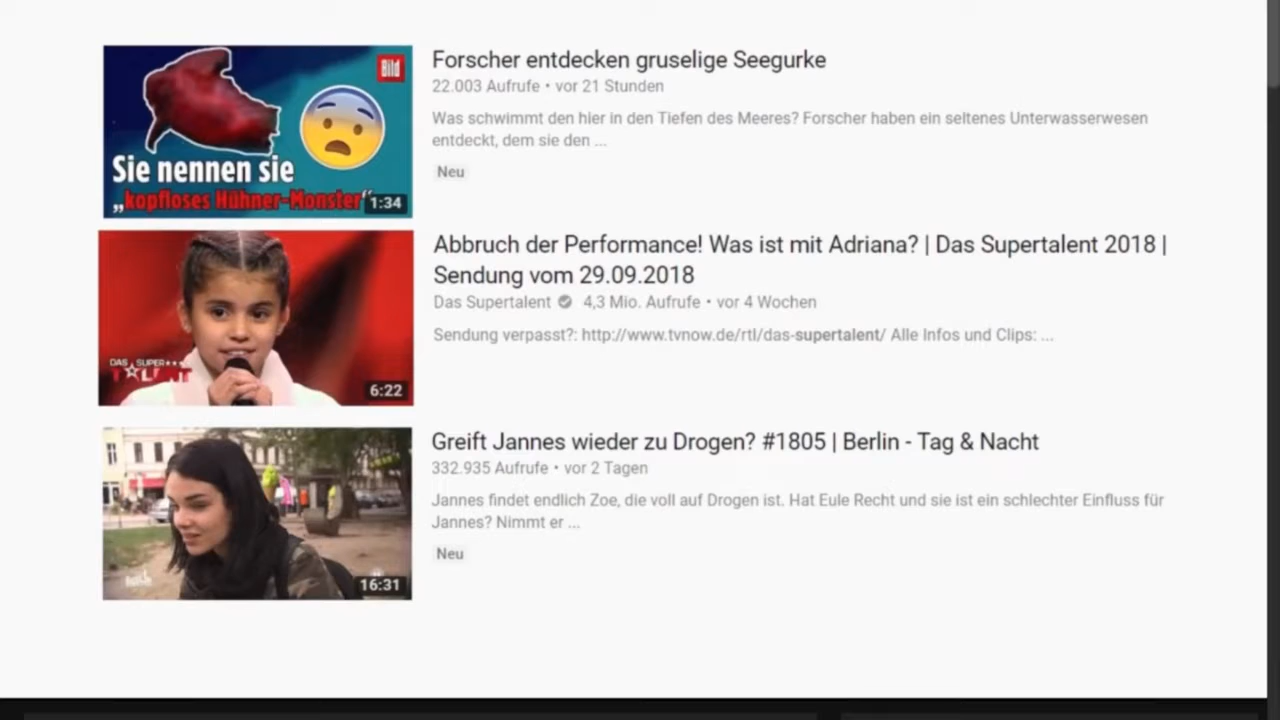 Bild
Sie nennen sie
„kopfloses Hühner-Monster“
1:34
Forscher entdecken gruselige Seegurke
22.003 Aufrufe • vor 21 Stunden
Was schwimmt den hier in den Tiefen des Meeres? Forscher haben ein seltenes Unterwasserwesen
entdeckt, dem sie den ...
Neu
DAS SUPER
TALENT
6:22
Abbruch der Performance! Was ist mit Adriana? | Das Supertalent 2018 |
Sendung vom 29.09.2018
Das Supertalent 4,3 Mio. Aufrufe • vor 4 Wochen
Sendung verpasst?: http://www.tvnow.de/rtl/das-supertalent/ Alle Infos und Clips: ...
16:31
Greift Jannes wieder zu Drogen? #1805 | Berlin - Tag & Nacht
332.935 Aufrufe • vor 2 Tagen
Jannes findet endlich Zoe, die voll auf Drogen ist. Hat Eule Recht und sie ist ein schlechter Einfluss für
Jannes? Nimmt er ...
Neu